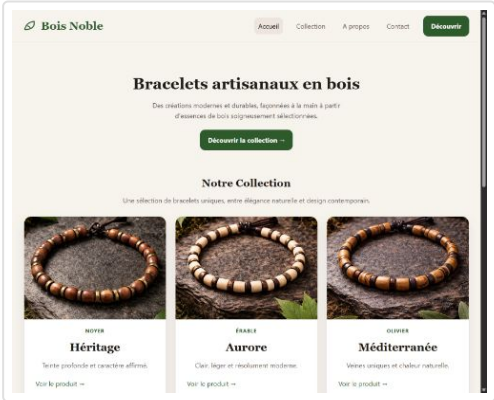 Bois Noble
Accueil
Collection
A propos
Contact
Découvrir
Bracelets artisanaux en bois
Des créations modernes et durables, façonnées à la main à partir
d'essences de bois soigneusement sélectionnées.
Découvrir la collection →
Notre Collection
Une sélection de bracelets uniques, entre élégance naturelle et design contemporain.
NOYER
ÉRABLE
OLIVIER
Héritage
Aurore
Méditerranée
Teinte profonde et caractère affirmé.
Clair, léger et résolument moderne.
Veines uniques et chaleur naturelle.
Voir le produit →
Voir le produit →
Voir le produit →